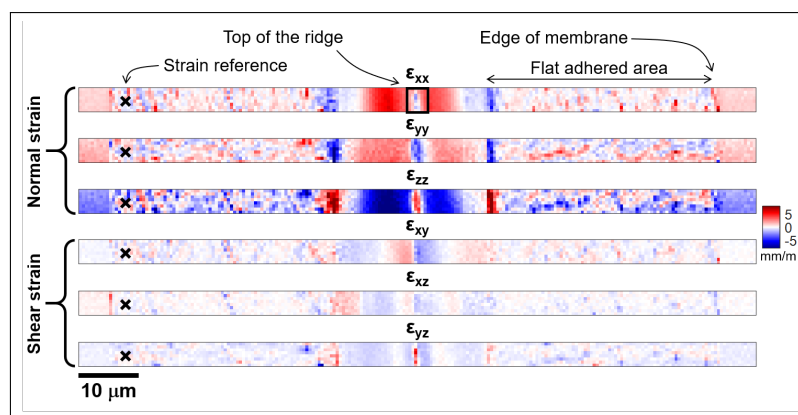 Top of the ridge
Edge of membrane
Strain reference
Flat adhered area
εxx
εyy
εzz
εxy
εxz
εyz
Normal strain
Shear strain
5
0
-5
mm/m
10 µm